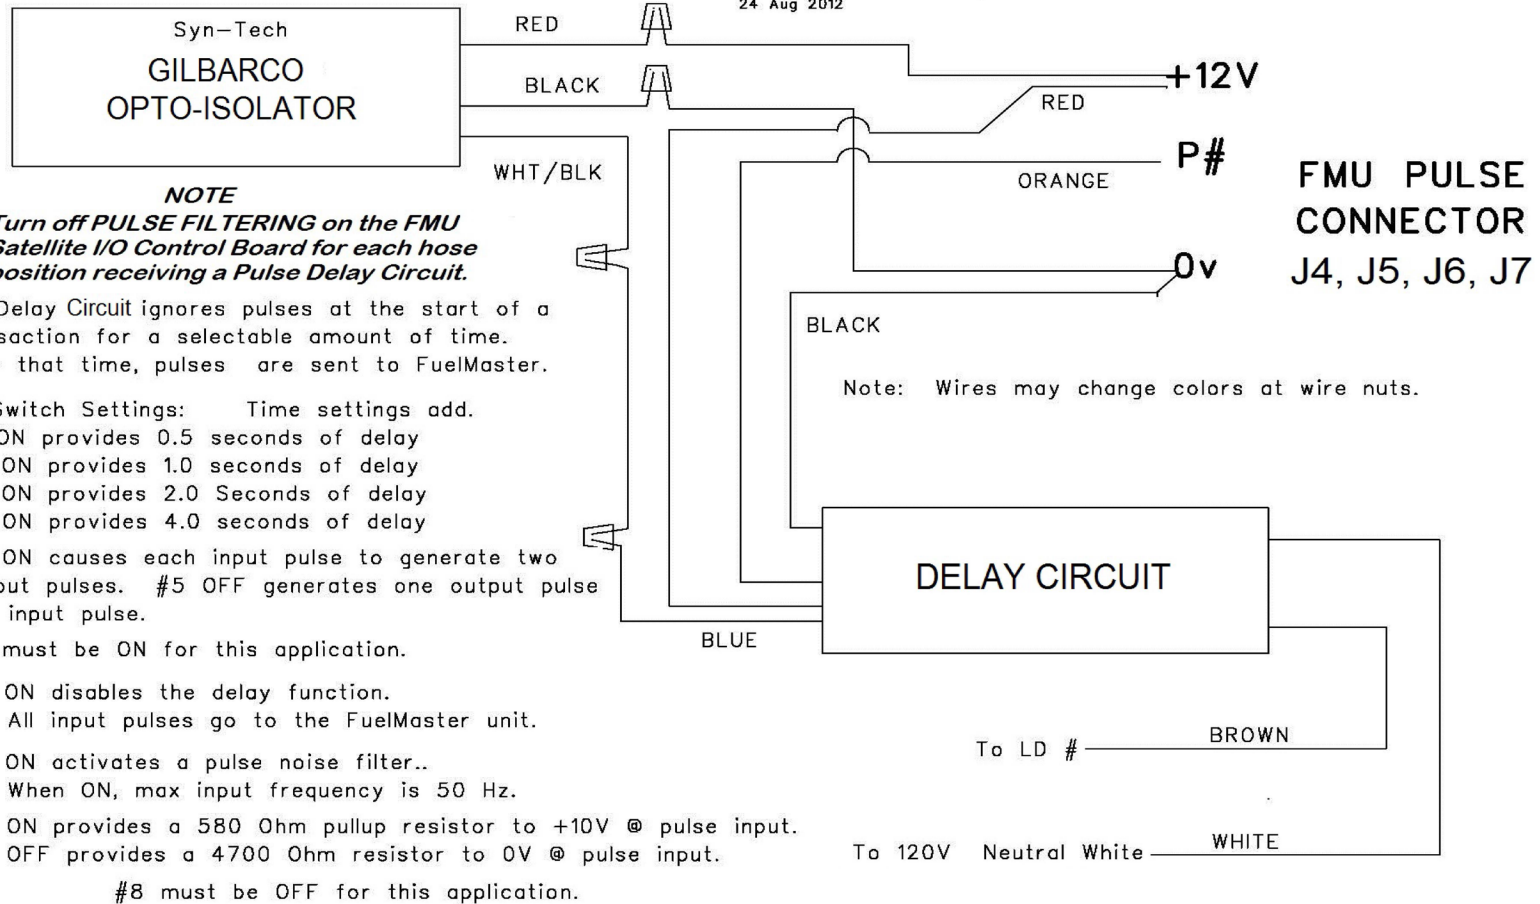 24 Aug 2012
Syn-Tech
GILBARCO
OPTO-ISOLATOR
RED
BLACK
WHT/BLK
+12V
RED
P#
ORANGE
0v
BLACK
FMU PULSE
CONNECTOR
J4, J5, J6, J7
NOTE
Turn off PULSE FILTERING on the FMU
Satellite I/O Control Board for each hose
position receiving a Pulse Delay Circuit.
Delay Circuit ignores pulses at the start of a
saction for a selectable amount of time.
that time, pulses are sent to FuelMaster.
Note: Wires may change colors at wire nuts.
Switch Settings: Time settings add.
ON provides 0.5 seconds of delay
ON provides 1.0 seconds of delay
ON provides 2.0 Seconds of delay
ON provides 4.0 seconds of delay
ON causes each input pulse to generate two
out pulses. #5 OFF generates one output pulse
input pulse.
must be ON for this application.
ON disables the delay function.
All input pulses go to the FuelMaster unit.
ON activates a pulse noise filter..
When ON, max input frequency is 50 Hz.
ON provides a 580 Ohm pullup resistor to +10V @ pulse input.
OFF provides a 4700 Ohm resistor to 0V @ pulse input.
#8 must be OFF for this application.
DELAY CIRCUIT
BLUE
To LD #
BROWN
To 120V Neutral White
WHITE